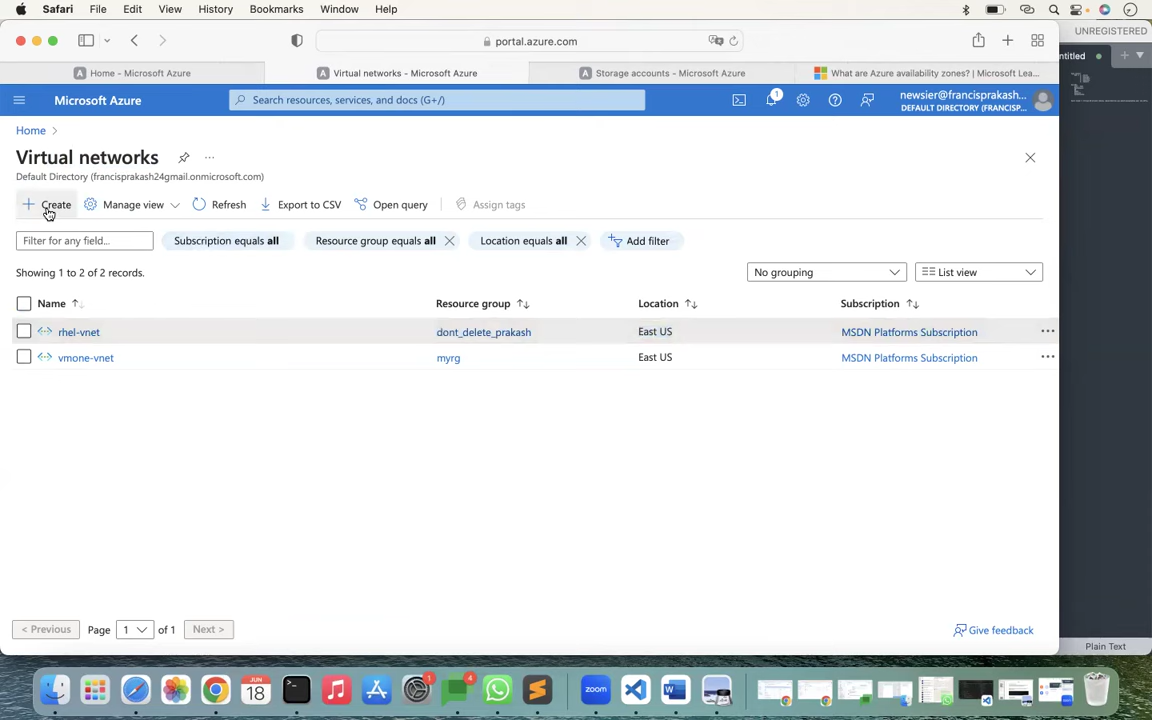 Safari File Edit View History Bookmarks Window Help
UNREGISTERED
portal.azure.com
Home - Microsoft Azure
Virtual networks - Microsoft Azure
Storage accounts - Microsoft Azure
What are Azure availability zones? | Microsoft Lea...
ntitled
Microsoft Azure
Search resources, services, and docs (G+/)
1
newsier@francisprakash...
DEFAULT DIRECTORY (FRANCISP...
Home
Virtual networks
Default Directory (francisprakash24gmail.onmicrosoft.com)
Create Manage view Refresh Export to CSV Open query Assign tags
Filter for any field... Subscription equals all Resource group equals all Location equals all Add filter
Showing 1 to 2 of 2 records.
No grouping List view
Name Resource group Location Subscription
rhel-vnet dont_delete_prakash East US MSDN Platforms Subscription
vmone-vnet myrg East US MSDN Platforms Subscription
< Previous Page 1 of 1 Next >
Give feedback
Plain Text
JUN
18
1
4
zoom